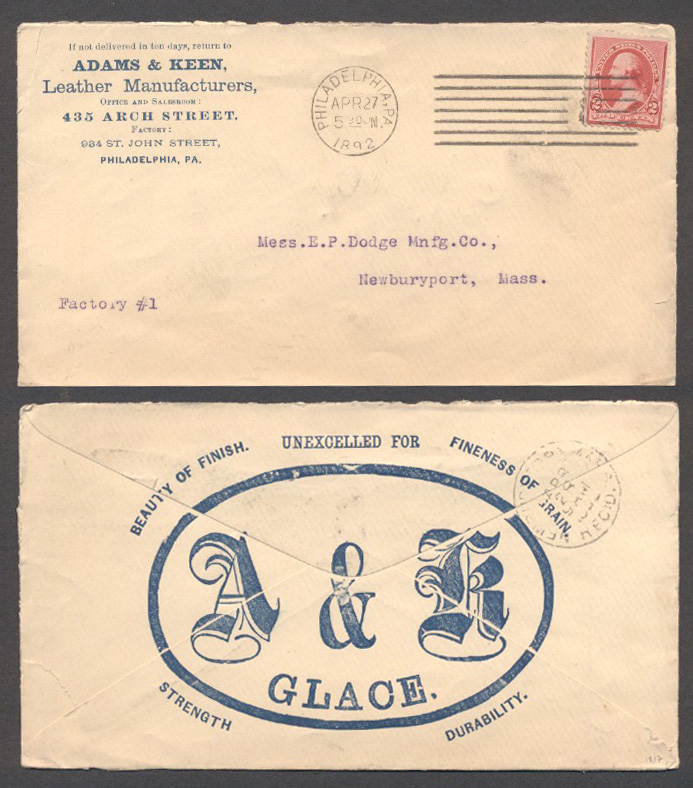 If not delivered in ten days, return to
ADAMS & KEEN,
Leather Manufacturers,
OFFICE AND SALESROOM:
435 ARCH STREET.
FACTORY:
934 ST. JOHN STREET,
PHILADELPHIA, PA.
PHILADELPHIA, PA.
APR 27
1892
Mess.E.P.Dodge Mnfg.Co.,
Newburyport, Mass.
Factory #1
BEAUTY OF FINISH. UNEXCELLED FOR FINENESS OF GRAIN.
REC'D.
A & K
GLACE.
STRENGTH
DURABILITY.